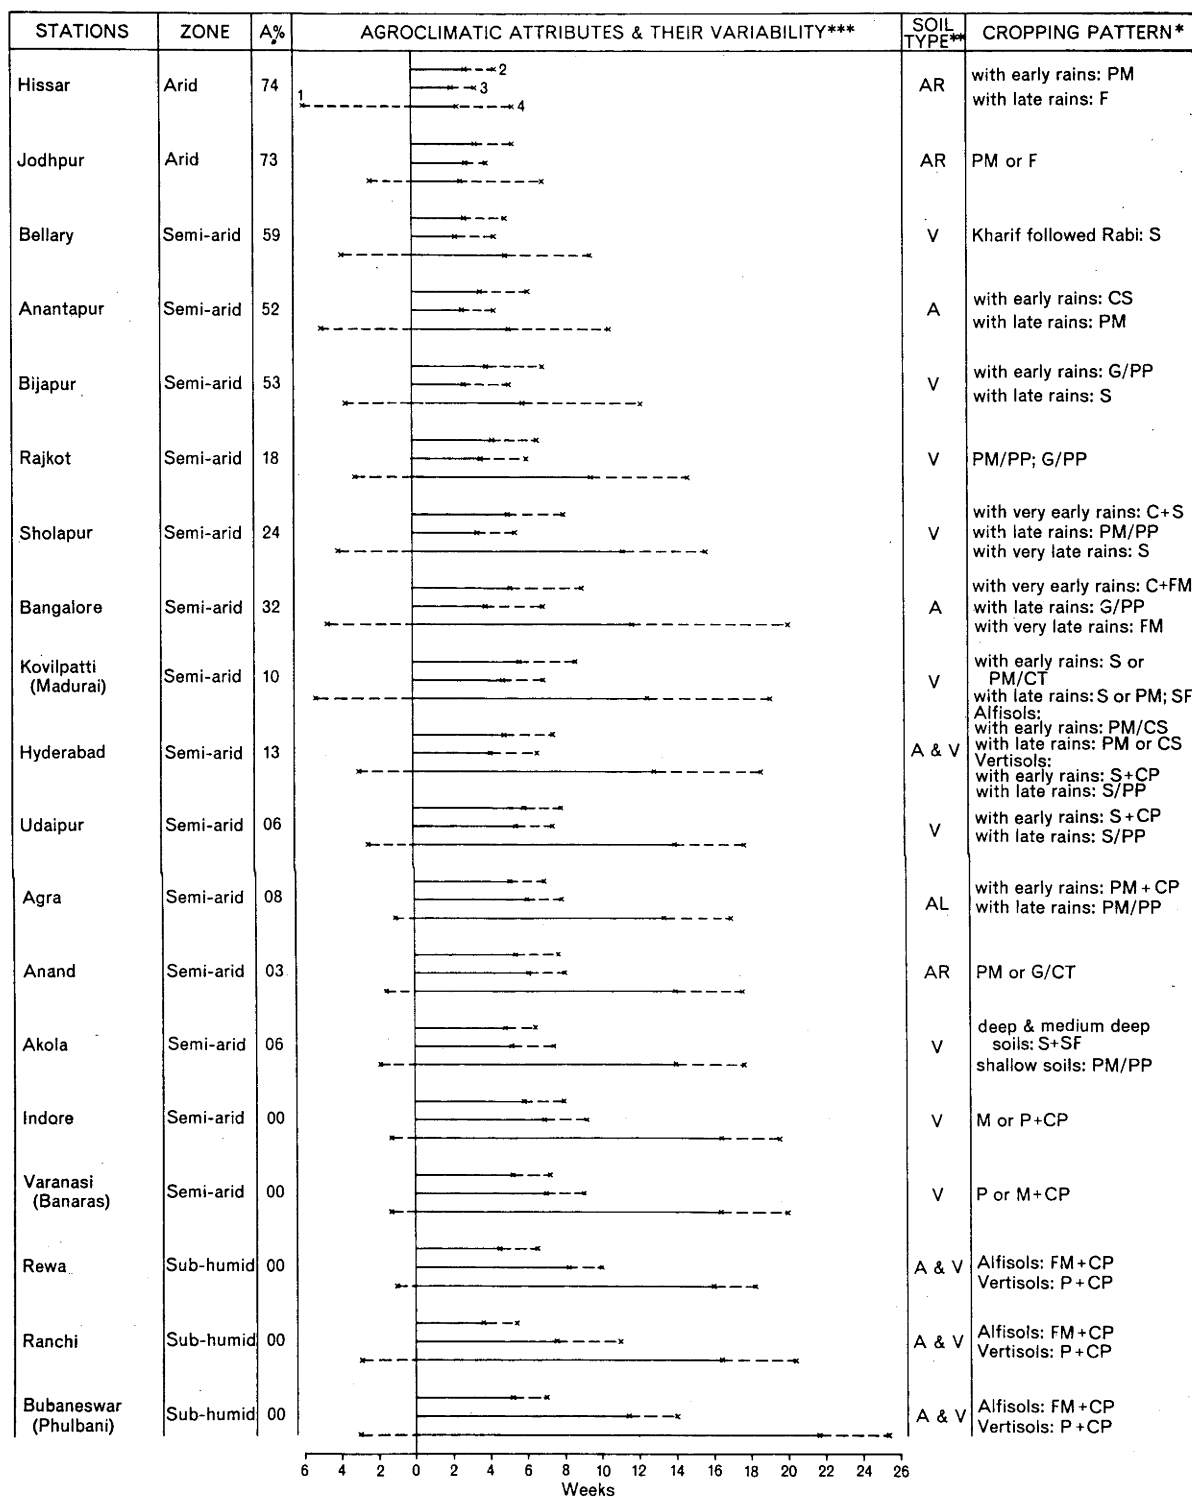 STATIONS ZONE A% AGROCLIMATIC ATTRIBUTES & THEIR VARIABILITY*** SOIL TYPE** CROPPING PATTERN*
Hissar Arid 74 1 2 3 4 AR with early rains: PM
with late rains: F
Jodhpur Arid 73 AR PM or F
Bellary Semi-arid 59 V Kharif followed Rabi: S
Anantapur Semi-arid 52 A with early rains: CS
with late rains: PM
Bijapur Semi-arid 53 V with early rains: G/PP
with late rains: S
Rajkot Semi-arid 18 V PM/PP; G/PP
Sholapur Semi-arid 24 V with very early rains: C+S
with late rains: PM/PP
with very late rains: S
Bangalore Semi-arid 32 A with very early rains: C+FM
with late rains: G/PP
with very late rains: FM
Kovilpatti
(Madurai) Semi-arid 10 V with early rains: S or
PM/CT
with late rains: S or PM; SF
Hyderabad Semi-arid 13 A & V Alfisols:
with early rains: PM/CS
with late rains: PM or CS
Vertisols:
with early rains: S+CP
with late rains: S/PP
Udaipur Semi-arid 06 V with early rains: S+CP
with late rains: S/PP
Agra Semi-arid 08 AL with early rains: PM + CP
with late rains: PM/PP
Anand Semi-arid 03 AR PM or G/CT
Akola Semi-arid 06 V deep & medium deep
soils: S+SF
shallow soils: PM/PP
Indore Semi-arid 00 V M or P+CP
Varanasi
(Banaras) Semi-arid 00 V P or M+CP
Rewa Sub-humid 00 A & V Alfisols: FM+CP
Vertisols: P+CP
Ranchi Sub-humid 00 A & V Alfisols: FM+CP
Vertisols: P+CP
Bubaneswar
(Phulbani) Sub-humid 00 A & V Alfisols: FM+CP
Vertisols: P+CP
6 4 2 0 2 4 6 8 10 12 14 16 18 20 22 24 26
Weeks